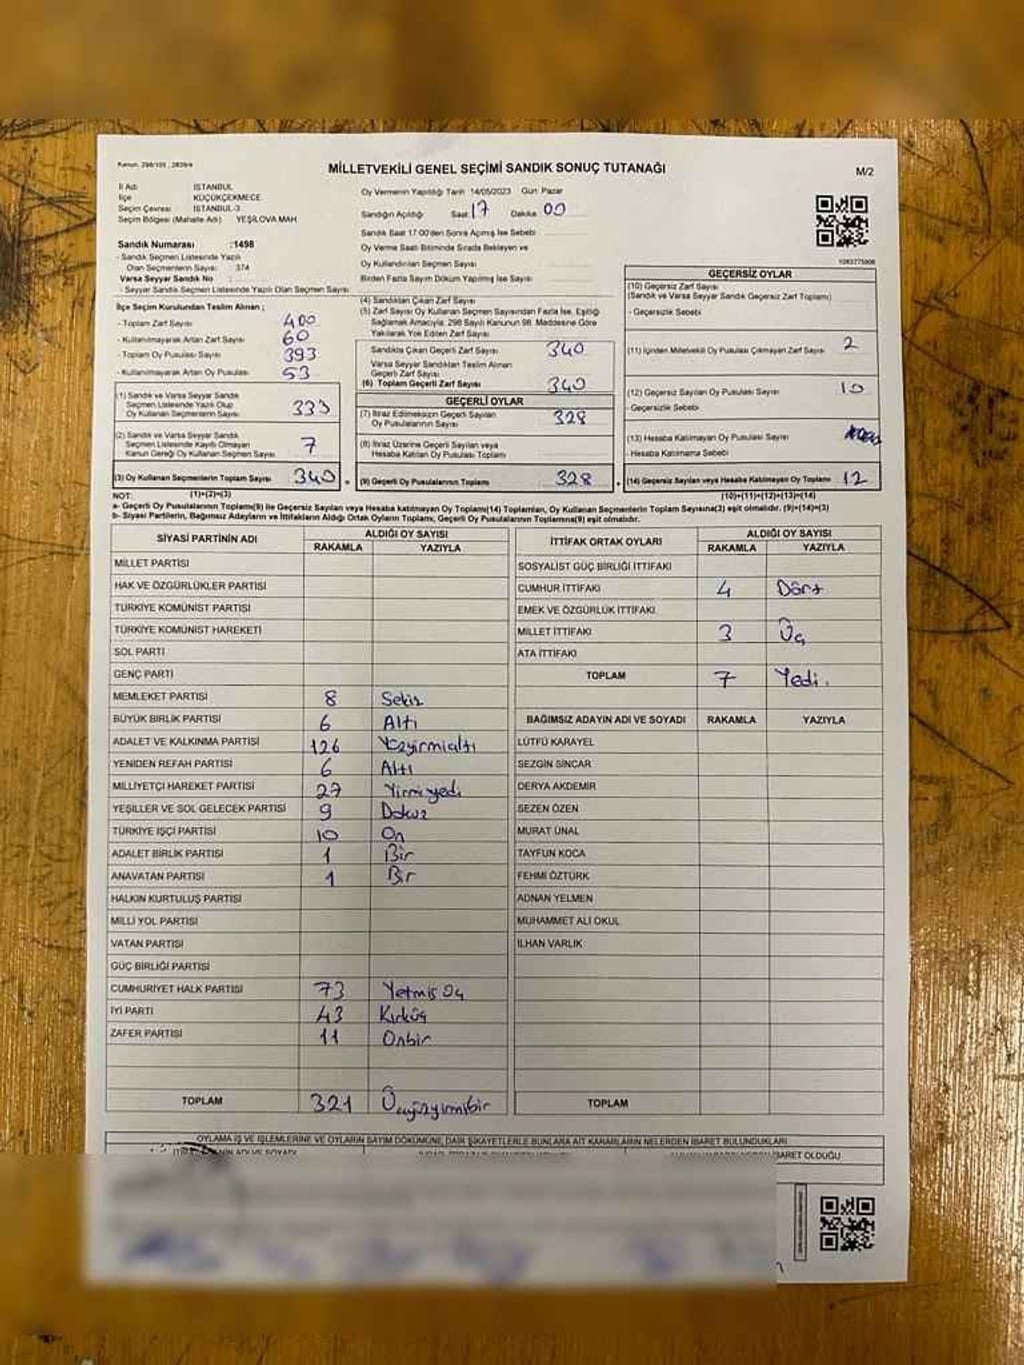 Kanun: 298/105, 2839/4
MİLLETVEKİLİ GENEL SEÇİMİ SANDIK SONUÇ TUTANAĞI
M/2
İl Adı : İSTANBUL
İlçe : KÜÇÜKÇEKMECE
Seçim Çevresi : İSTANBUL-3
Seçim Bölgesi (Mahalle Adı) : YEŞİLOVA MAH.
Sandık Numarası :1498
- Sandık Seçmen Listesinde Yazılı
Olan Seçmenlerin Sayısı: 374
Varsa Seyyar Sandık No :
- Seyyar Sandık Listesinde Yazılı Olan Seçmen Sayısı:
İlçe Seçim Kurulundan Teslim Alınan ;
- Toplam Zarf Sayısı : 400
- Kullanılmayarak Artan Zarf Sayısı : 60
- Toplam Oy Pusulası Sayısı : 393
- Kullanılmayarak Artan Oy Pusulası : 53
(1) Sandık ve Varsa Seyyar Sandık
Seçmen Listesinde Yazılı Olup
Oy Kullanan Seçmenlerin Sayısı: 333
(2) Sandık ve Varsa Seyyar Sandık
Seçmen Listesinde Kayıtlı Olmayan
Kanun Gereği Oy Kullanan Seçmen Sayısı: 7
(3) Oy Kullanan Seçmenlerin Toplam Sayısı : 340
(1)+(2)=(3)
Oy Vermenin Yapıldığı Tarih: 14/05/2023 Gün: Pazar
Sandığın Açıldığı Saat: 17 Dakika: 00
Sandık Saat 17:00'den Sonra Açılmış İse Sebebi :
Oy Verme Saati Bitiminde Sırada Bekleyen ve
Oy Kullandırılan Seçmen Sayısı :
Birden Fazla Sayım Döküm Yapılmış İse Sayısı :
(4) Sandıktan Çıkan Zarf Sayısı :
(5) Zarf Sayısı Oy Kullanan Seçmen Sayısından Fazla İse, Eşitliği
Sağlamak Amacıyla, 298 Sayılı Kanunun 98. Maddesine Göre
Yakılarak Yok Edilen Zarf Sayısı:
Sandıkta Çıkan Geçerli Zarf Sayısı : 340
Varsa Seyyar Sandıktan Teslim Alınan
Geçerli Zarf Sayısı :
(6) Toplam Geçerli Zarf Sayısı : 340
GEÇERLİ OYLAR
(7) İtiraz Edilmeksizin Geçerli Sayılan
Oy Pusulalarının Sayısı : 328
(8) İtiraz Üzerine Geçerli Sayılan veya
Hesaba Katılan Oy Pusulaları Toplamı :
(9) Geçerli Oy Pusulalarının Toplamı : 328
1083775906
GEÇERSİZ OYLAR
(10) Geçersiz Zarf Sayısı :
(Sandık ve Varsa Seyyar Sandık Geçersiz Zarf Toplamı)
- Geçersizlik Sebebi :
(11) İçinden Milletvekili Oy Pusulası Çıkmayan Zarf Sayısı : 2
(12) Geçersiz Sayılan Oy Pusulası Sayısı : 10
- Geçersizlik Sebebi :
(13) Hesaba Katılmayan Oy Pusulası Sayısı :
- Hesaba Katılmama Sebebi :
(14) Geçersiz Sayılan veya Hesaba Katılmayan Oy Toplamı : 12
(10)+(11)+(12)+(13)=(14)
NOT:
a- Geçerli Oy Pusulalarının Toplamı(9) ile Geçersiz Sayılan veya Hesaba Katılmayan Oy Toplamı(14) Toplamları, Oy Kullanan Seçmenlerin Toplam Sayısına(3) eşit olmalıdır. (9)+(14)=(3)
b- Siyasi Partilerin, Bağımsız Adayların ve İttifakların Aldığı Ortak Oyların Toplamı, Geçerli Oy Pusulalarının Toplamına(9) eşit olmalıdır.
SİYASİ PARTİNİN ADI ALDIĞI OY SAYISI
RAKAMLA YAZIYLA
MİLLET PARTİSİ
HAK VE ÖZGÜRLÜKLER PARTİSİ
TÜRKİYE KOMÜNİST PARTİSİ
TÜRKİYE KOMÜNİST HAREKETİ
SOL PARTİ
GENÇ PARTİ
MEMLEKET PARTİSİ 8 Sekiz
BÜYÜK BİRLİK PARTİSİ 6 Altı
ADALET VE KALKINMA PARTİSİ 126 Yüzyirmialtı
YENİDEN REFAH PARTİSİ 6 Altı
MİLLİYETÇİ HAREKET PARTİSİ 27 Yirmiyedi
YEŞİLLER VE SOL GELECEK PARTİSİ 9 Dokuz
TÜRKİYE İŞÇİ PARTİSİ 10 On
ADALET BİRLİK PARTİSİ 1 Bir
ANAVATAN PARTİSİ 1 Bir
HALKIN KURTULUŞ PARTİSİ
MİLLİ YOL PARTİSİ
VATAN PARTİSİ
GÜÇ BİRLİĞİ PARTİSİ
CUMHURİYET HALK PARTİSİ 73 Yetmiş üç
İYİ PARTİ 43 Kırküç
ZAFER PARTİSİ 11 Onbir
TOPLAM 321 Üçyüzyirmibir
İTTİFAK ORTAK OYLARI ALDIĞI OY SAYISI
RAKAMLA YAZIYLA
SOSYALİST GÜÇ BİRLİĞİ İTTİFAKI
CUMHUR İTTİFAKI 4 Dört
EMEK VE ÖZGÜRLÜK İTTİFAKI
MİLLET İTTİFAKI 3 Üç
ATA İTTİFAKI
TOPLAM 7 Yedi.
BAĞIMSIZ ADAYIN ADI VE SOYADI RAKAMLA YAZIYLA
LÜTFÜ KARAYEL
SEZGİN SİNCAR
DERYA AKDEMİR
SEZEN ÖZEN
MURAT ÜNAL
TAYFUN KOCA
FEHMİ ÖZTÜRK
ADNAN YELMEN
MUHAMMET ALİ OKUL
İLHAN VARLIK
TOPLAM
OYLAMA İŞ VE İŞLEMLERİNE VE OYLARIN SAYIM DÖKÜMÜNE DAİR ŞİKAYETLERLE BUNLARA AİT KARARLARIN NELERDEN İBARET BULUNDUKLARI
İBARET OLDUĞU